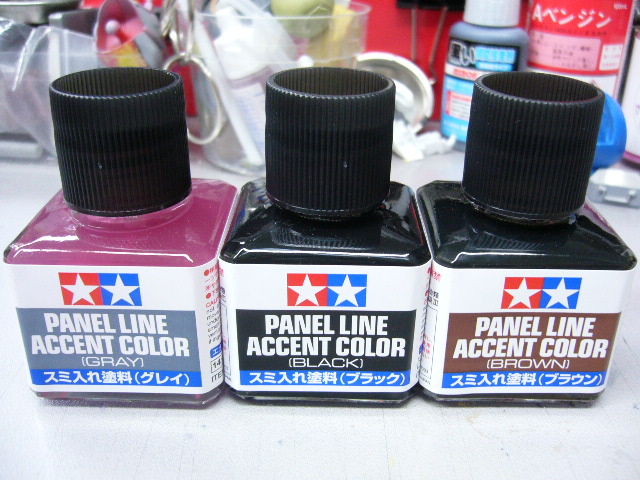 PANEL LINE
ACCENT COLOR
(GRAY)
スミ入れ塗料(グレイ)
PANEL LINE
ACCENT COLOR
(BLACK)
スミ入れ塗料(ブラック)
PANEL LINE
ACCENT COLOR
(BROWN)
スミ入れ塗料(ブラウン)
Aベンジン